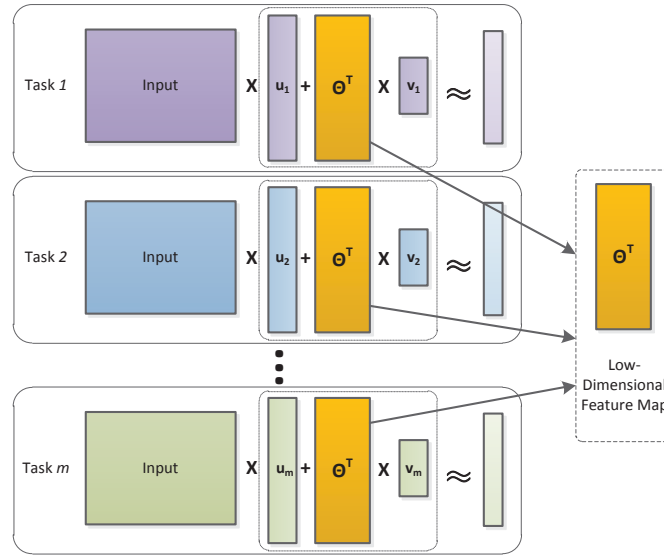 Task 1 Input X u₁ + Θᵀ X v₁ ≈
Task 2 Input X u₂ + Θᵀ X v₂ ≈
Θᵀ
Low-
Dimensional
Feature Map
Task m Input X uₘ + Θᵀ X vₘ ≈